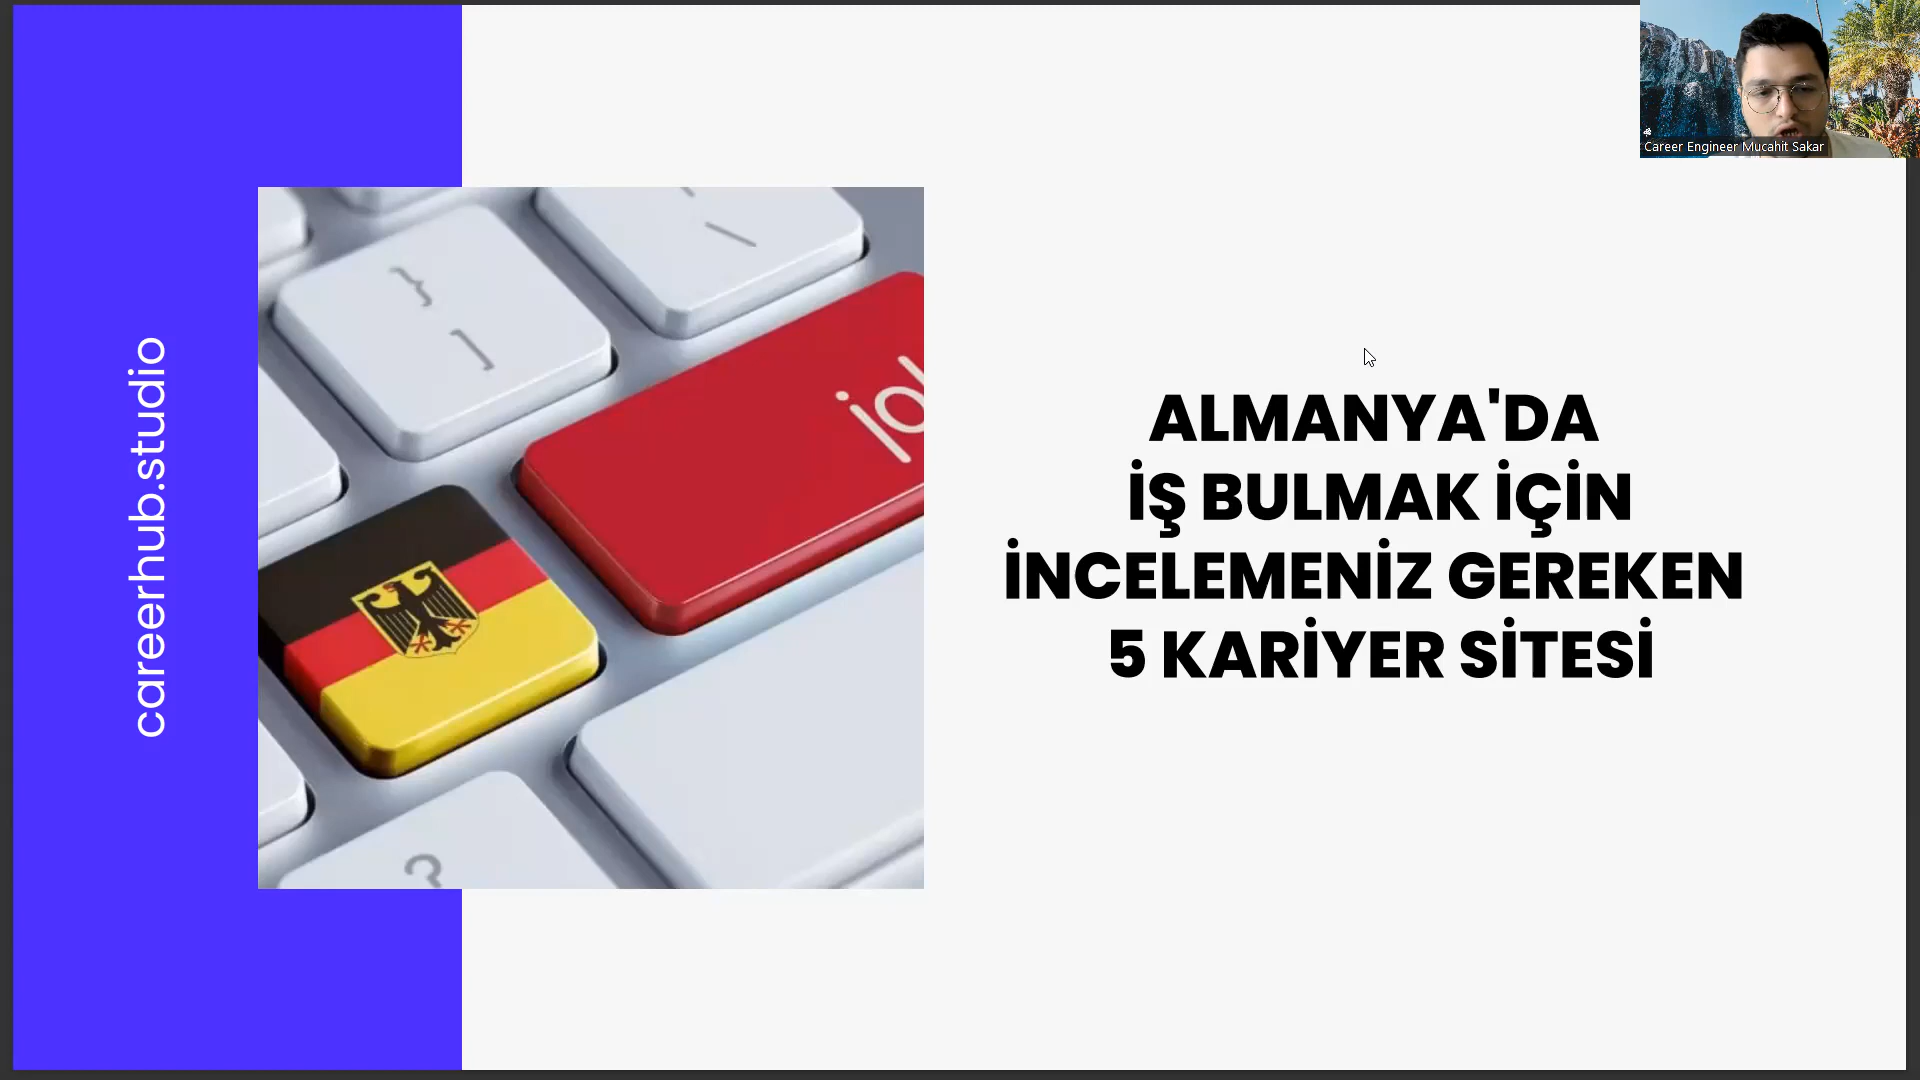 Career Engineer Mucahit Sakar
careerhub.studio
ALMANYA'DA
İŞ BULMAK İÇİN
İNCELEMENİZ GEREKEN
5 KARİYER SİTESİ